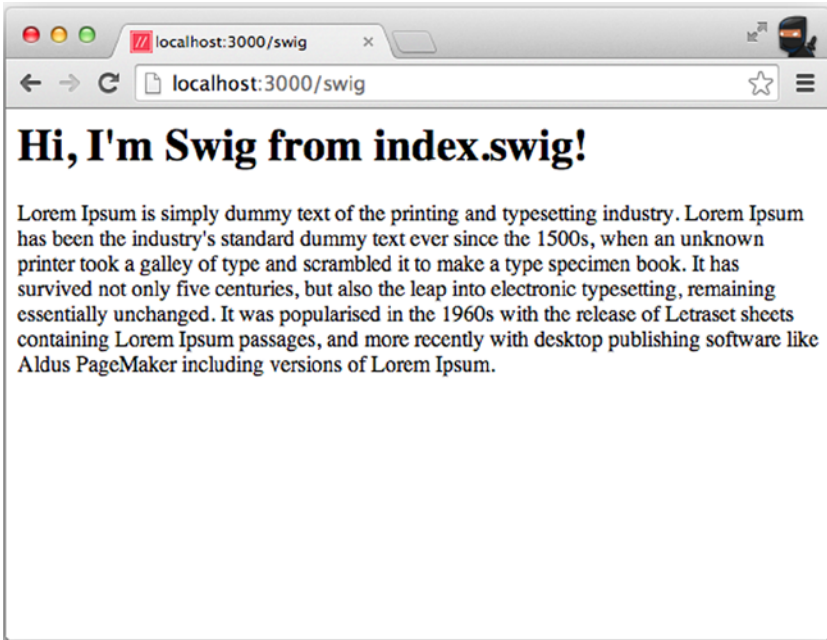 localhost:3000/swig
localhost:3000/swig
Hi, I'm Swig from index.swig!
Lorem Ipsum is simply dummy text of the printing and typesetting industry. Lorem Ipsum
has been the industry's standard dummy text ever since the 1500s, when an unknown
printer took a galley of type and scrambled it to make a type specimen book. It has
survived not only five centuries, but also the leap into electronic typesetting, remaining
essentially unchanged. It was popularised in the 1960s with the release of Letraset sheets
containing Lorem Ipsum passages, and more recently with desktop publishing software like
Aldus PageMaker including versions of Lorem Ipsum.